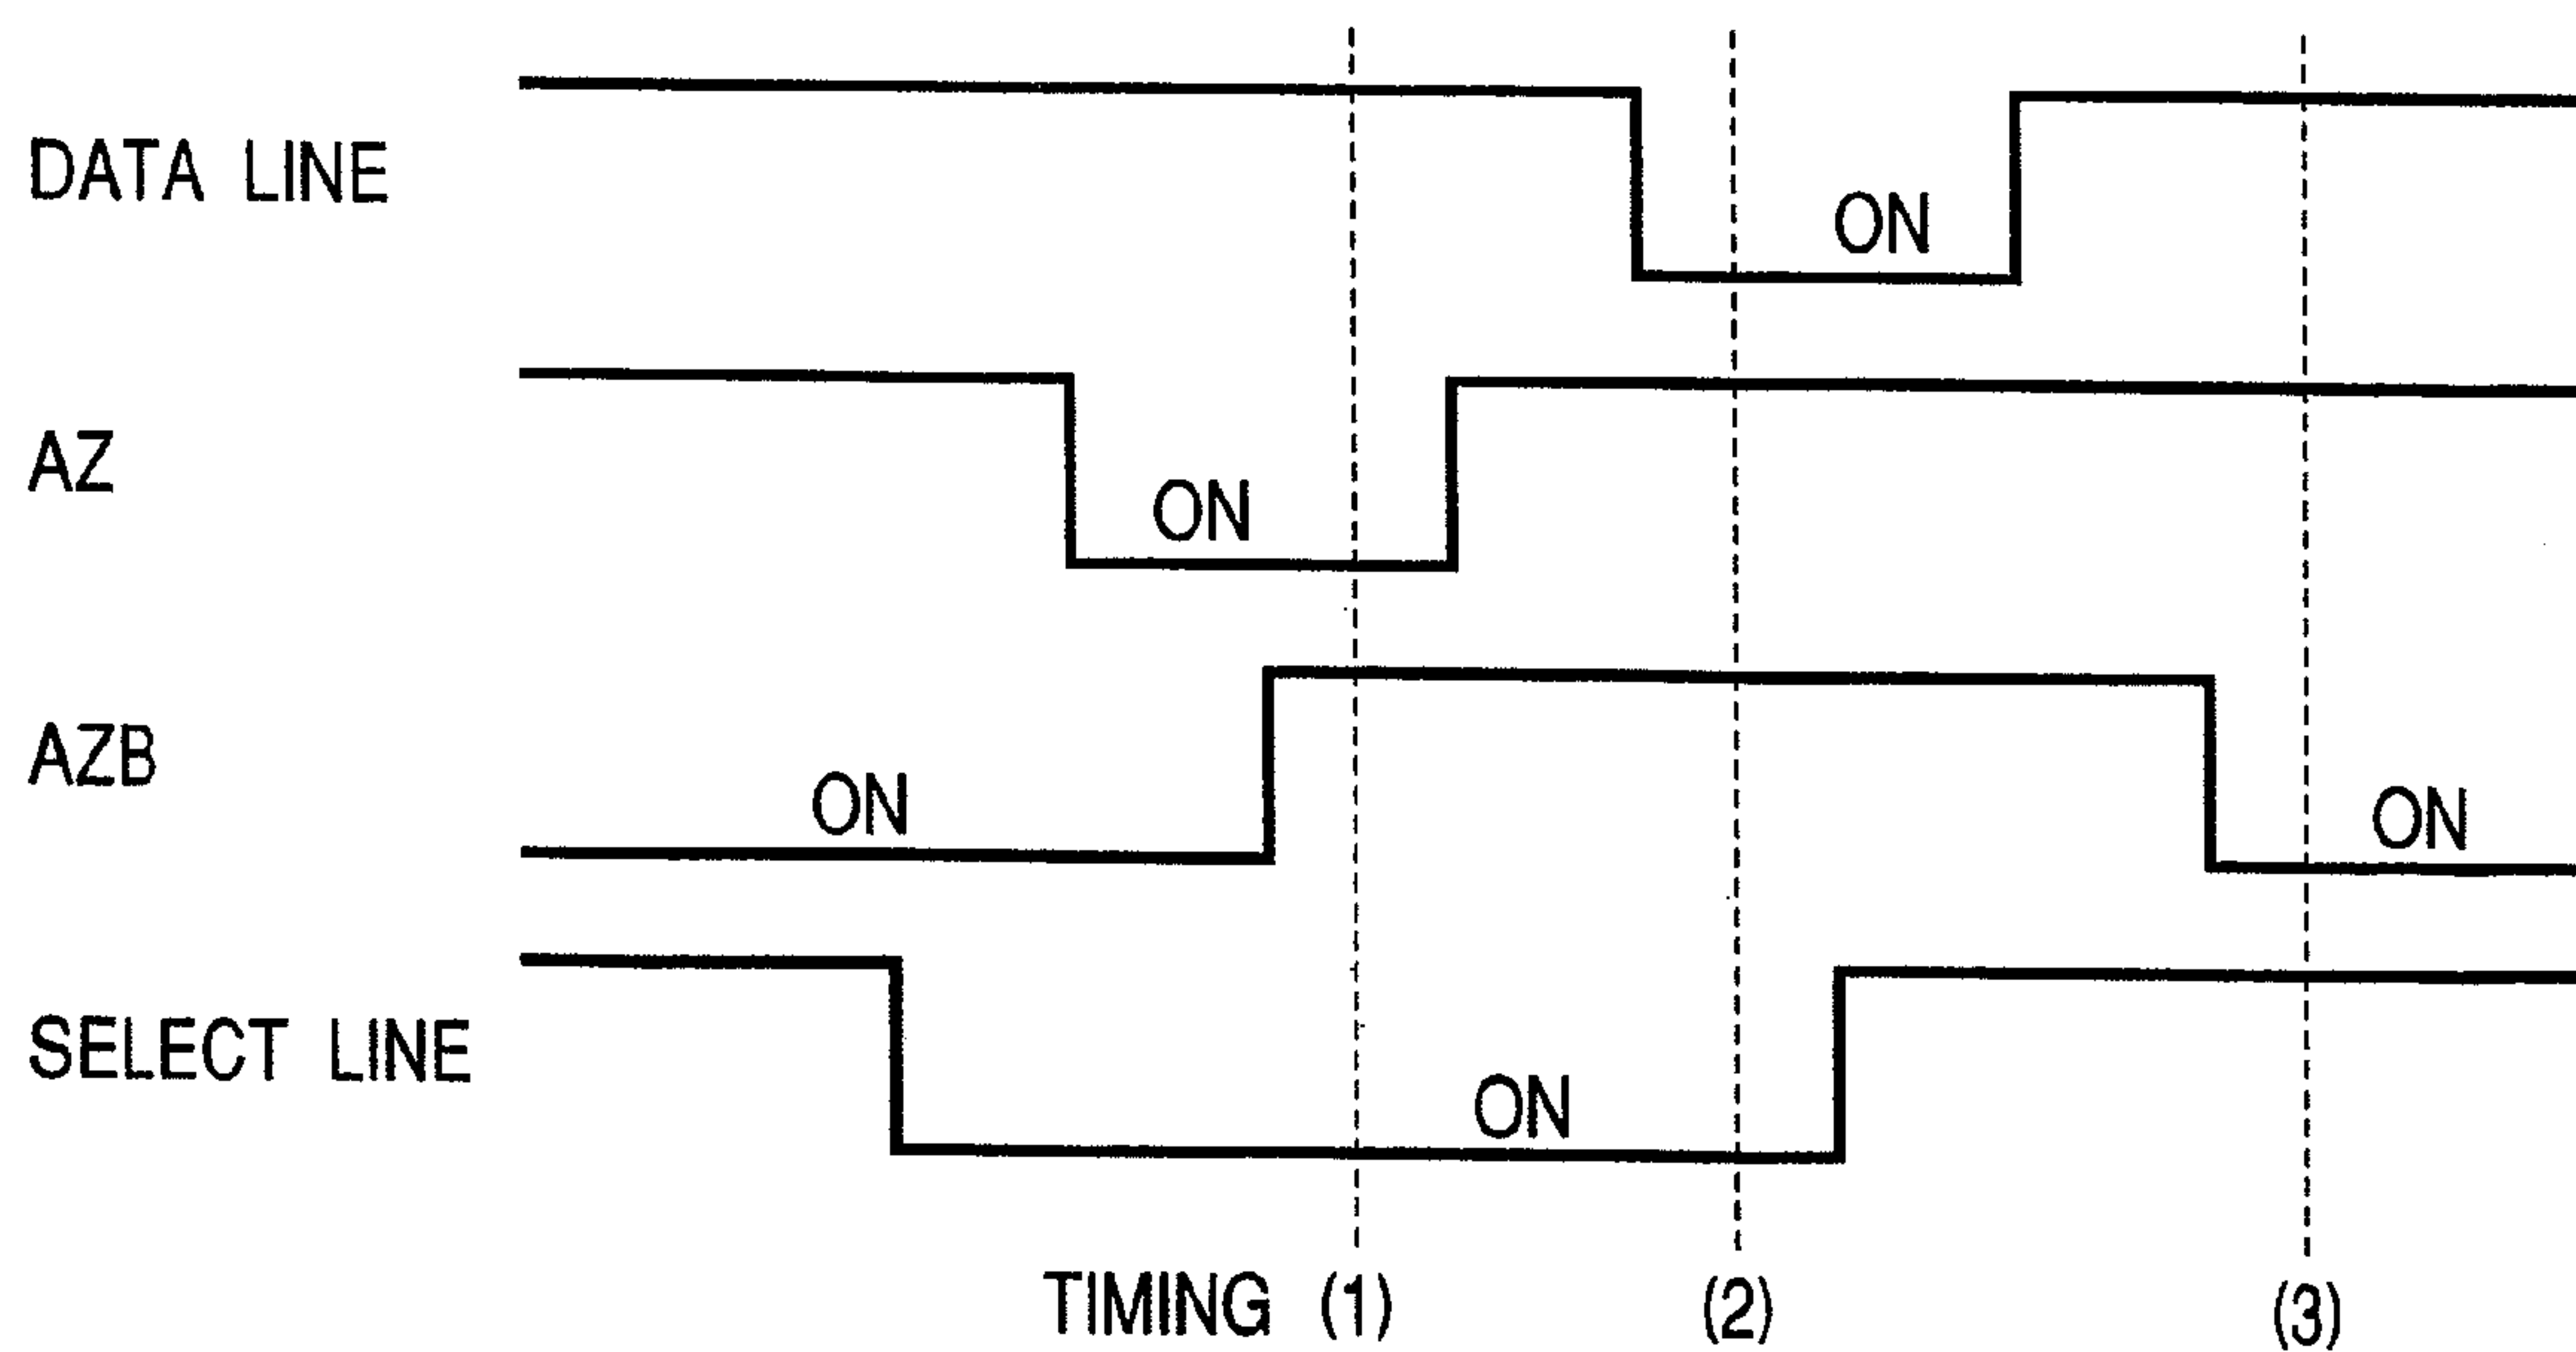 DATA LINE
ON
AZ
ON
AZB
ON
ON
SELECT LINE
ON
TIMING (1) (2) (3)